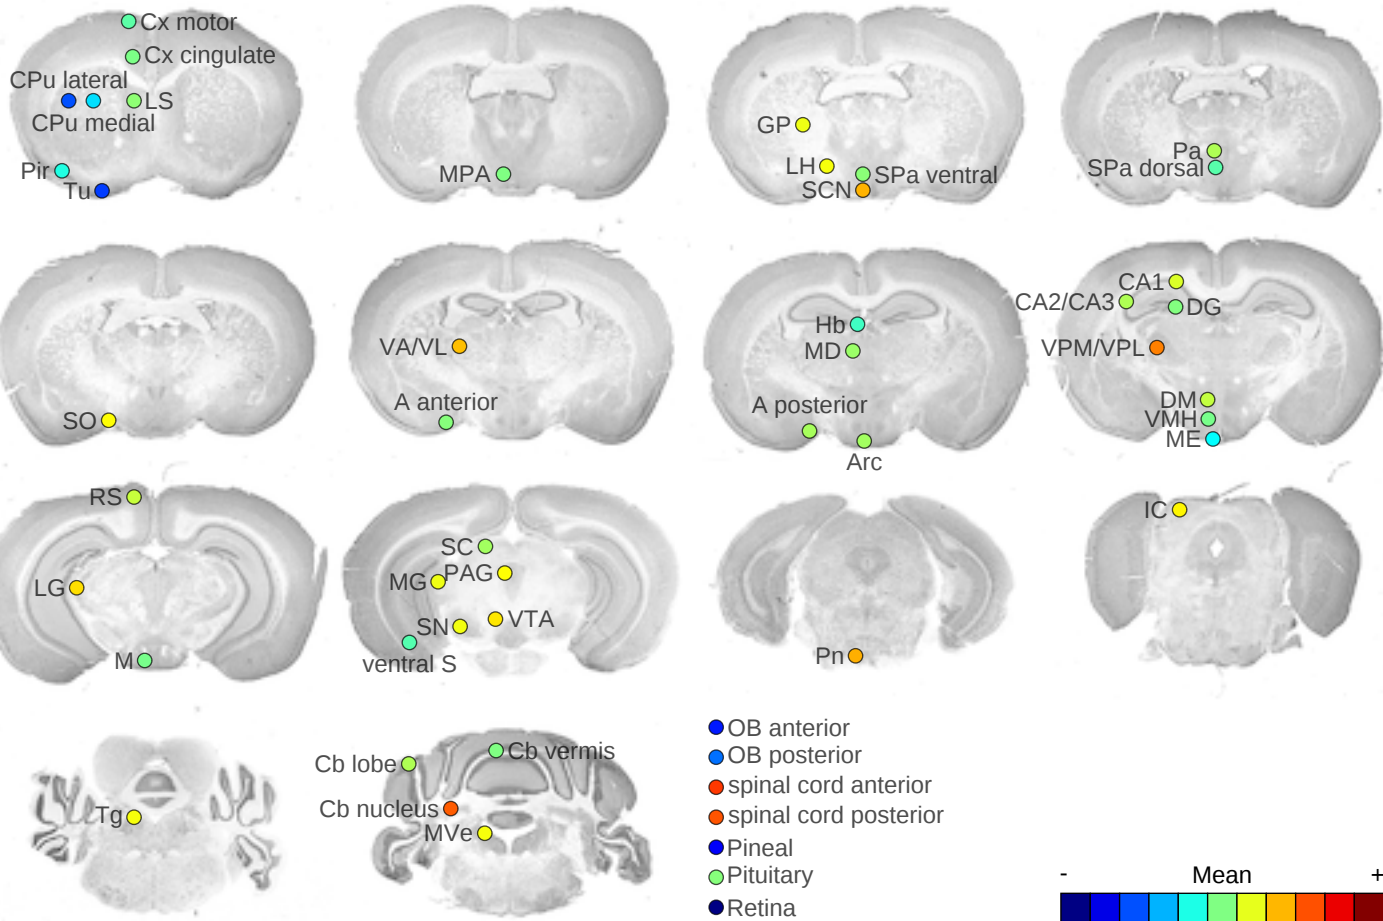 Cx motor
Cx cingulate
CPu lateral
LS
CPu medial
Pir
Tu
MPA
GP
LH
SPa ventral
SCN
Pa
SPa dorsal
SO
VA/VL
A anterior
Hb
MD
A posterior
Arc
CA1
CA2/CA3
DG
VPM/VPL
DM
VMH
ME
RS
LG
M
SC
PAG
MG
VTA
SN
ventral S
Pn
IC
Tg
Cb vermis
Cb lobe
Cb nucleus
MVe
OB anterior
OB posterior
spinal cord anterior
spinal cord posterior
Pineal
Pituitary
Retina
- Mean +